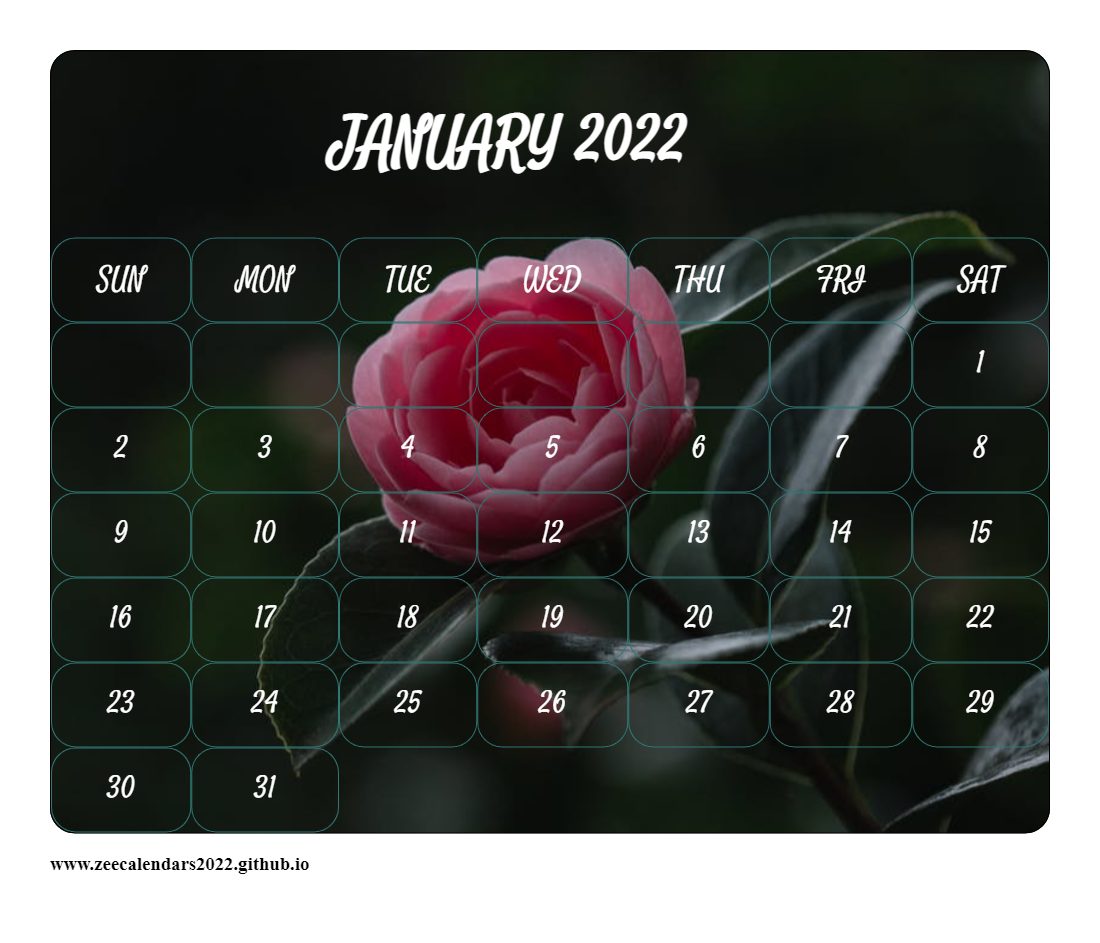 JANUARY 2022
SUN MON TUE WED THU FRI SAT
1
2 3 4 5 6 7 8
9 10 11 12 13 14 15
16 17 18 19 20 21 22
23 24 25 26 27 28 29
30 31
www.zeecalendars2022.github.io